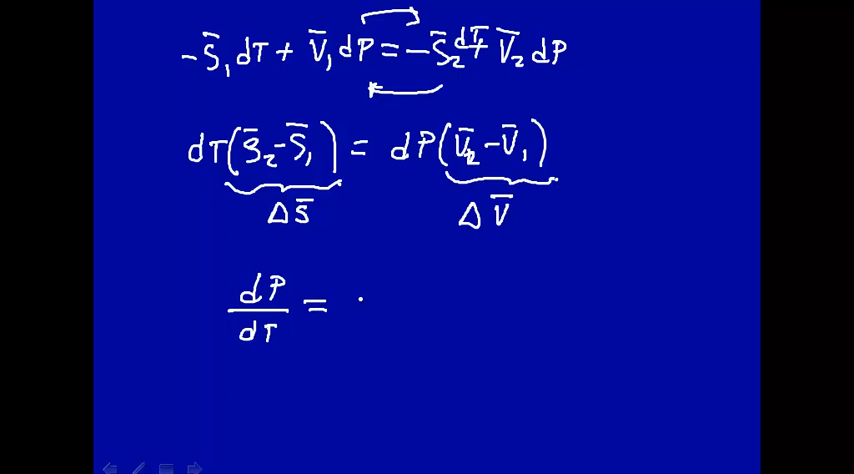 -S̄₁dT + V̄₁dP = -S̄₂dT + V̄₂dP
dT(S̄₂-S̄₁) = dP(V̄₂-V̄₁)
ΔS̄ ΔV̄
dP/dT =